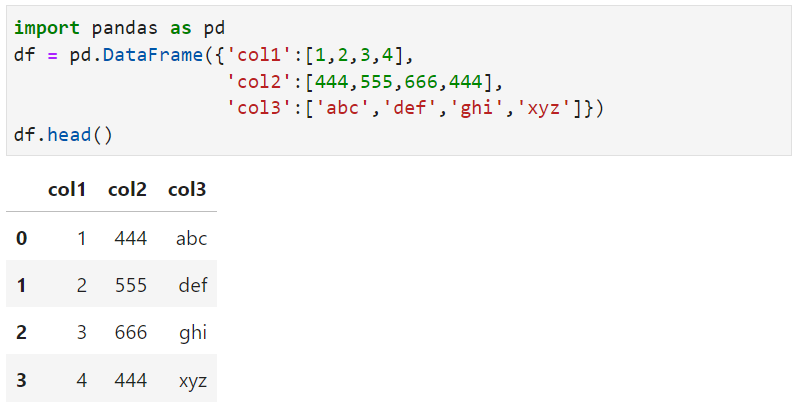 import pandas as pd
df = pd.DataFrame({'col1':[1,2,3,4],
                   'col2':[444,555,666,444],
                   'col3':['abc','def','ghi','xyz']})
df.head()
col1 col2 col3
0 1 444 abc
1 2 555 def
2 3 666 ghi
3 4 444 xyz